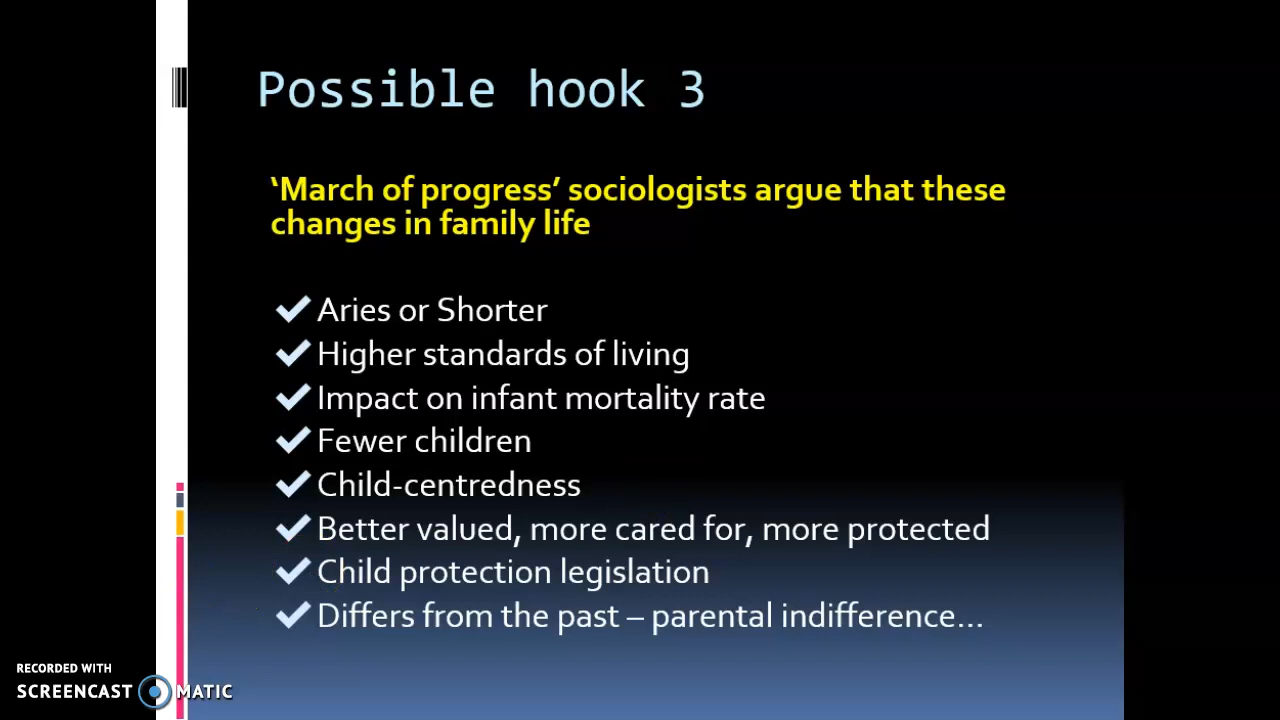 Possible hook 3
‘March of progress’ sociologists argue that these
changes in family life
Aries or Shorter
Higher standards of living
Impact on infant mortality rate
Fewer children
Child-centredness
Better valued, more cared for, more protected
Child protection legislation
Differs from the past – parental indifference…
RECORDED WITH
SCREENCAST MATIC